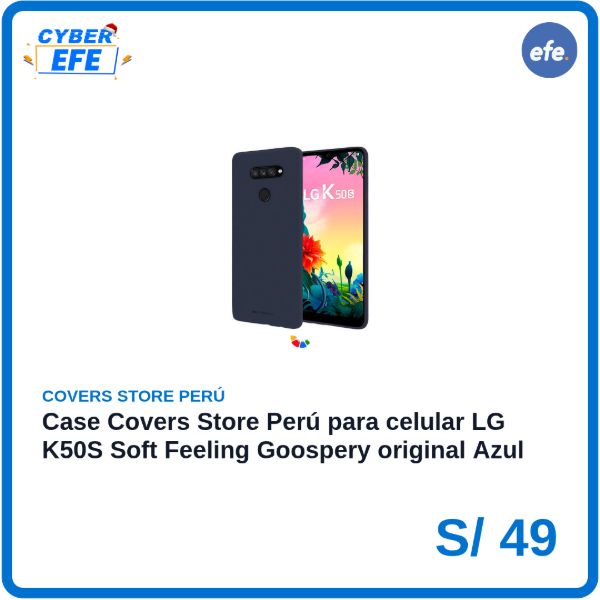 CYBER
EFE
efe.
LG K50S
COVERS STORE PERÚ
Case Covers Store Perú para celular LG
K50S Soft Feeling Goospery original Azul
S/ 49